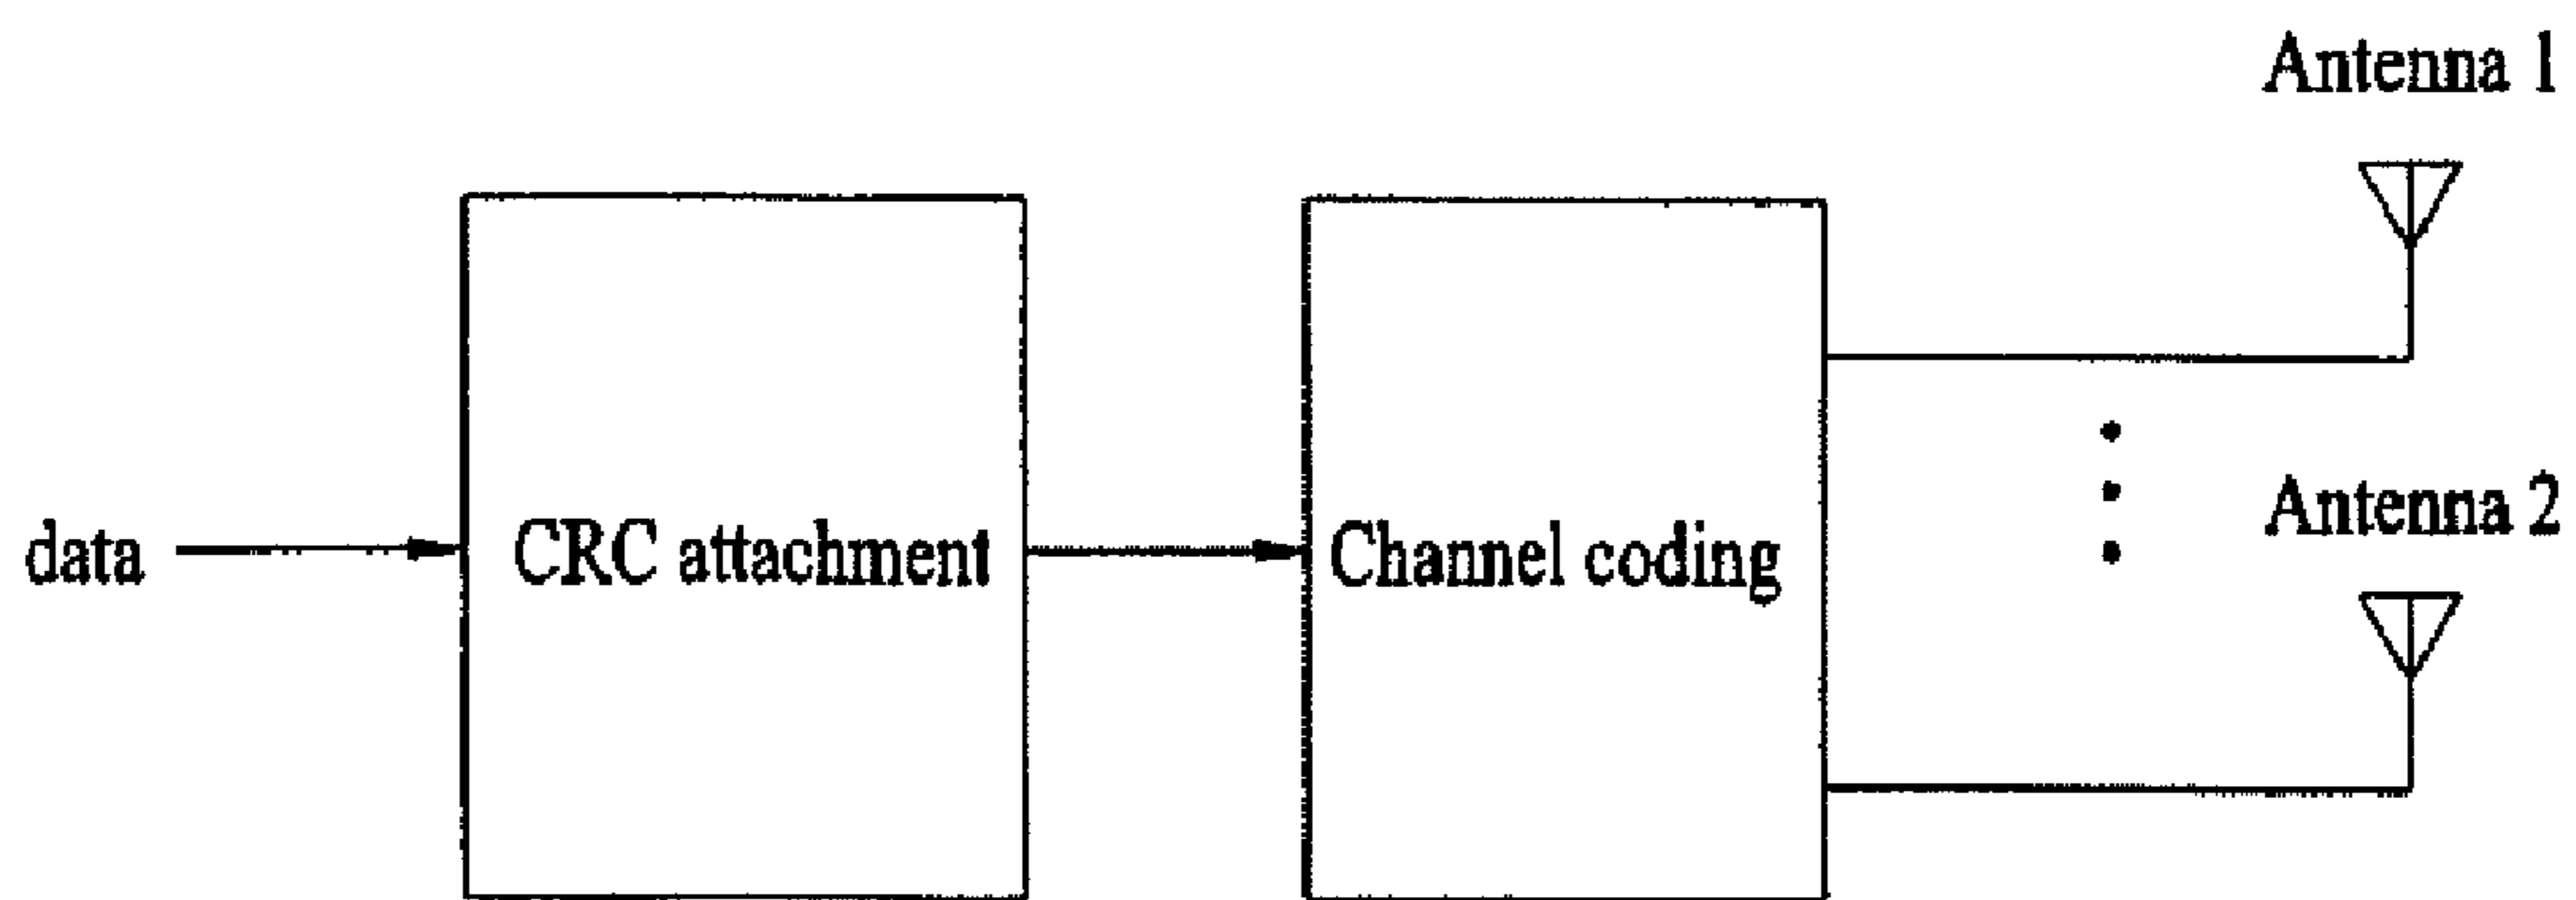 Antenna 1
data
CRC attachment
Channel coding
Antenna 2